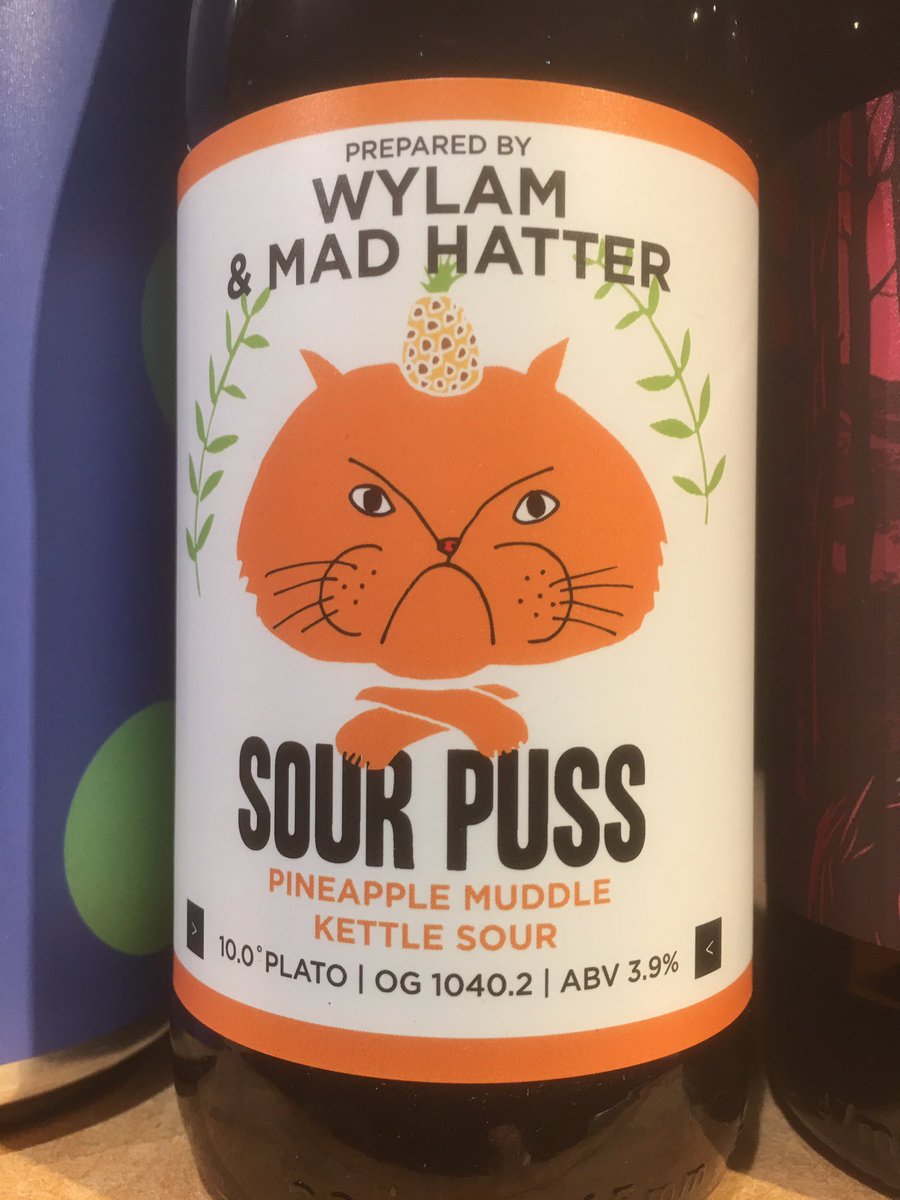 PREPARED BY
WYLAM
& MAD HATTER
SOUR PUSS
PINEAPPLE MUDDLE
KETTLE SOUR
> 10.0° PLATO | OG 1040.2 | ABV 3.9% <